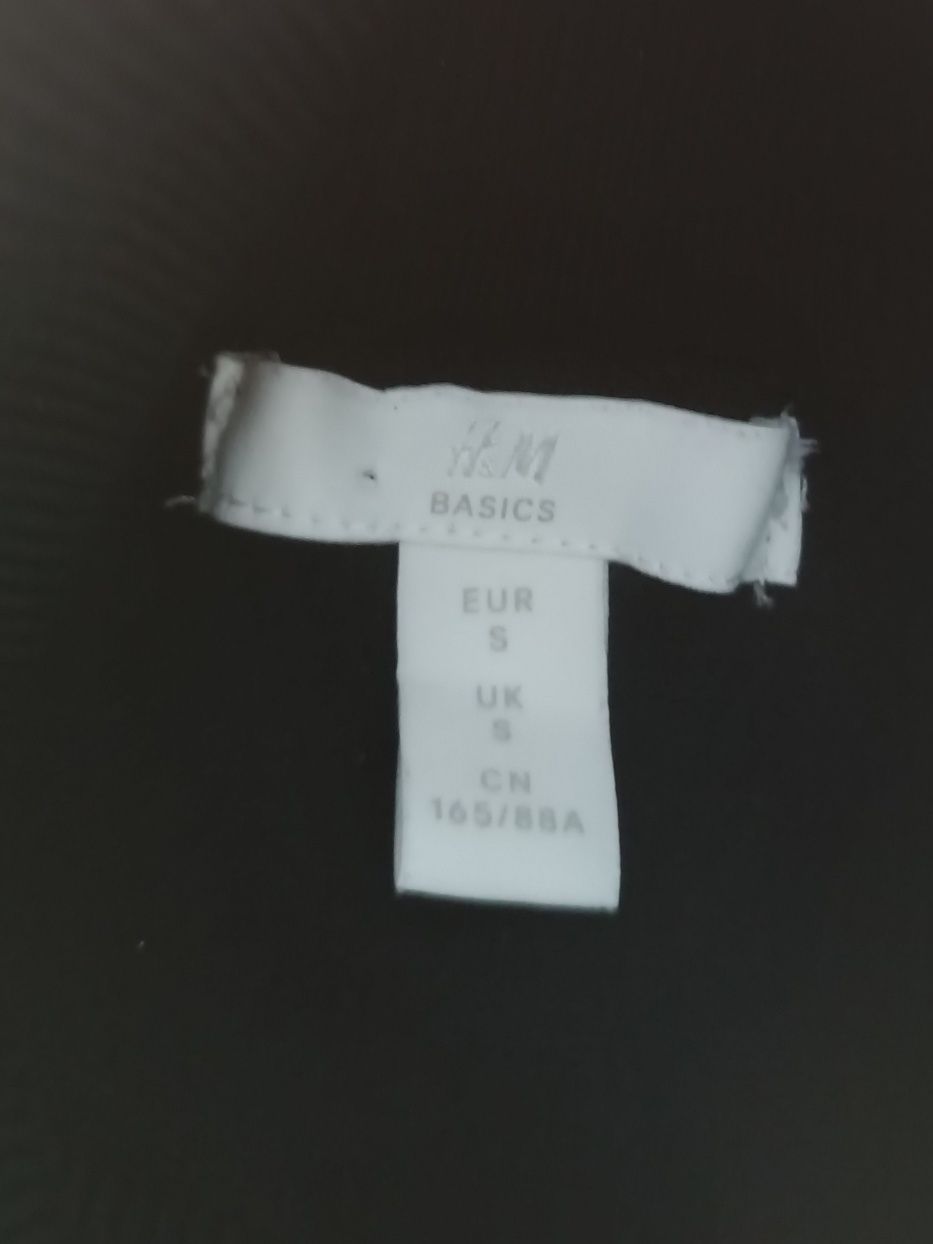 H&M
BASICS
EUR
S
UK
S
CN
165/88A